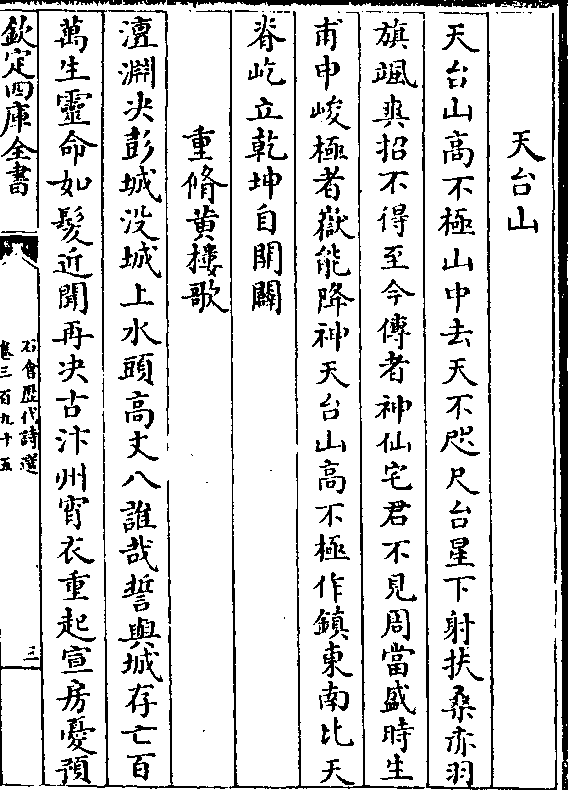 天台山
天台山高不極山中去天不咫尺台星下射扶桑赤羽
旗颯爽招不得至今傳者神仙宅君不見周當盛時生
甫申峻極者嶽能降神天台山高不極作鎮東南比天
脊屹立乾坤自開闢
重脩黄樓歌
澶淵决彭城没城上水頭高丈八誰哉誓與城存亡百
萬生靈命如髮近聞再决古汴州宵衣重起宣房憂預
欽定四庫全書
石倉歴代詩選
卷三百九十五
三